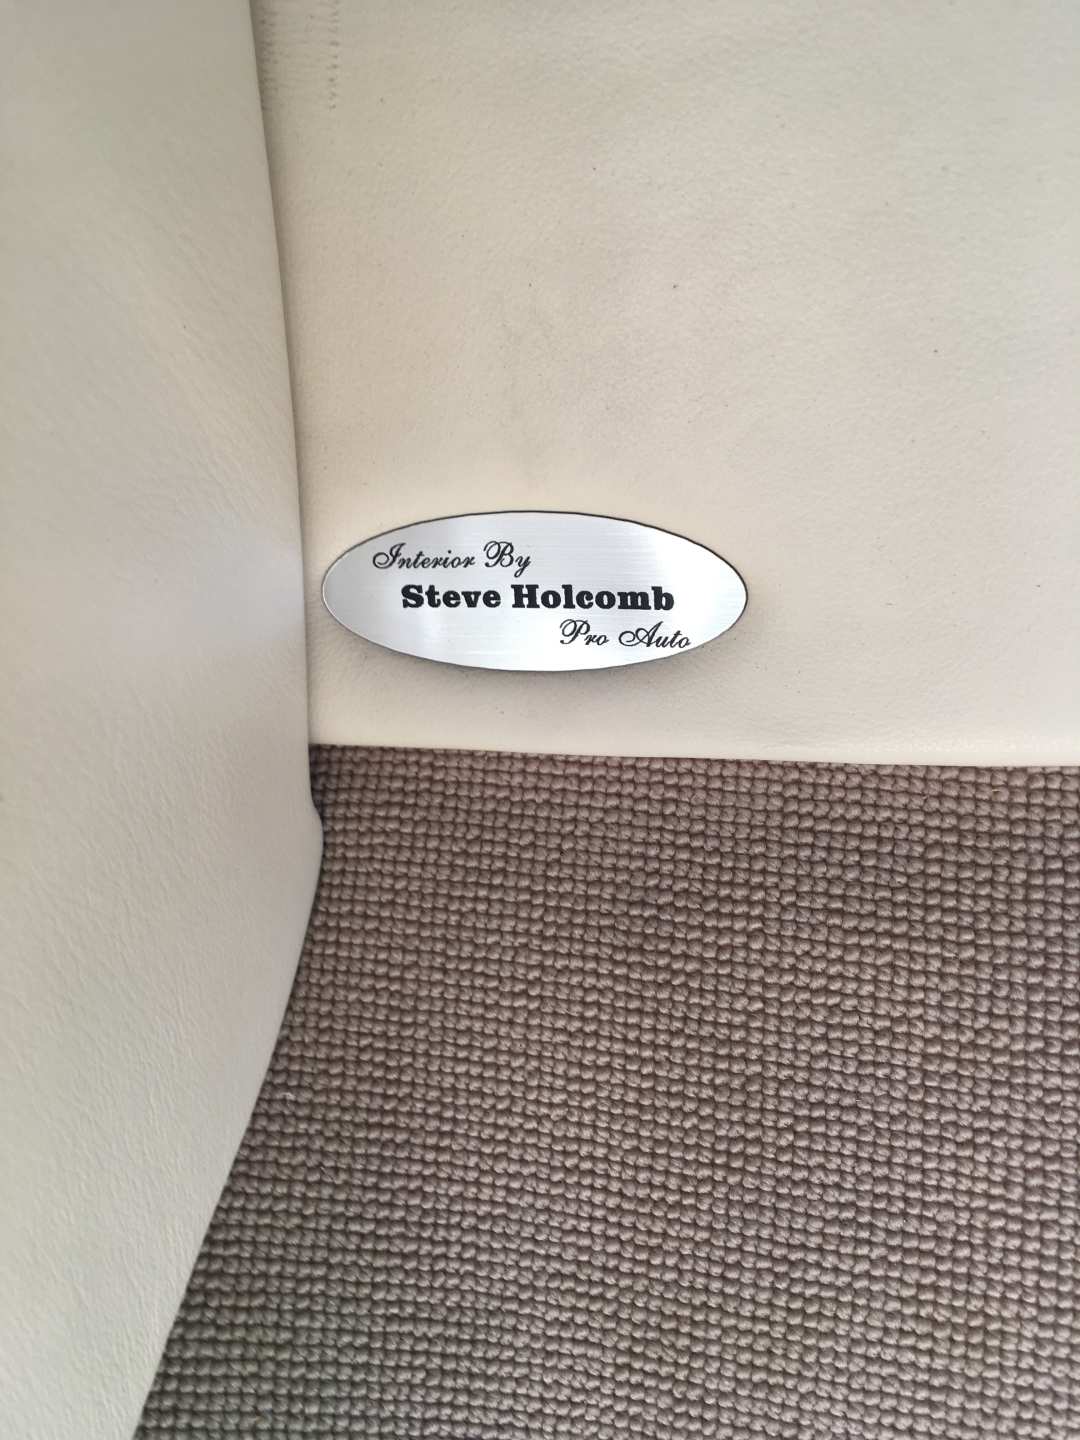 Interior By
Steve Holcomb
Pro Auto